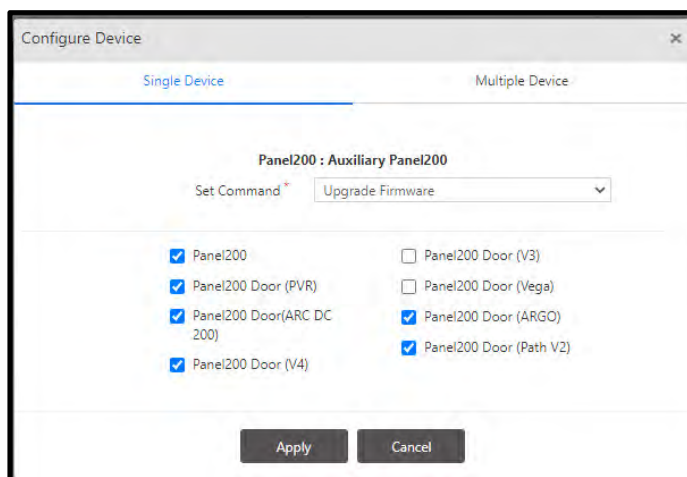 Configure Device ×
Single Device Multiple Device
Panel200 : Auxiliary Panel200
Set Command * Upgrade Firmware
Panel200 Panel200 Door (V3)
Panel200 Door (PVR) Panel200 Door (Vega)
Panel200 Door(ARC DC
200) Panel200 Door (ARGO)
Panel200 Door (V4) Panel200 Door (Path V2)
Apply Cancel